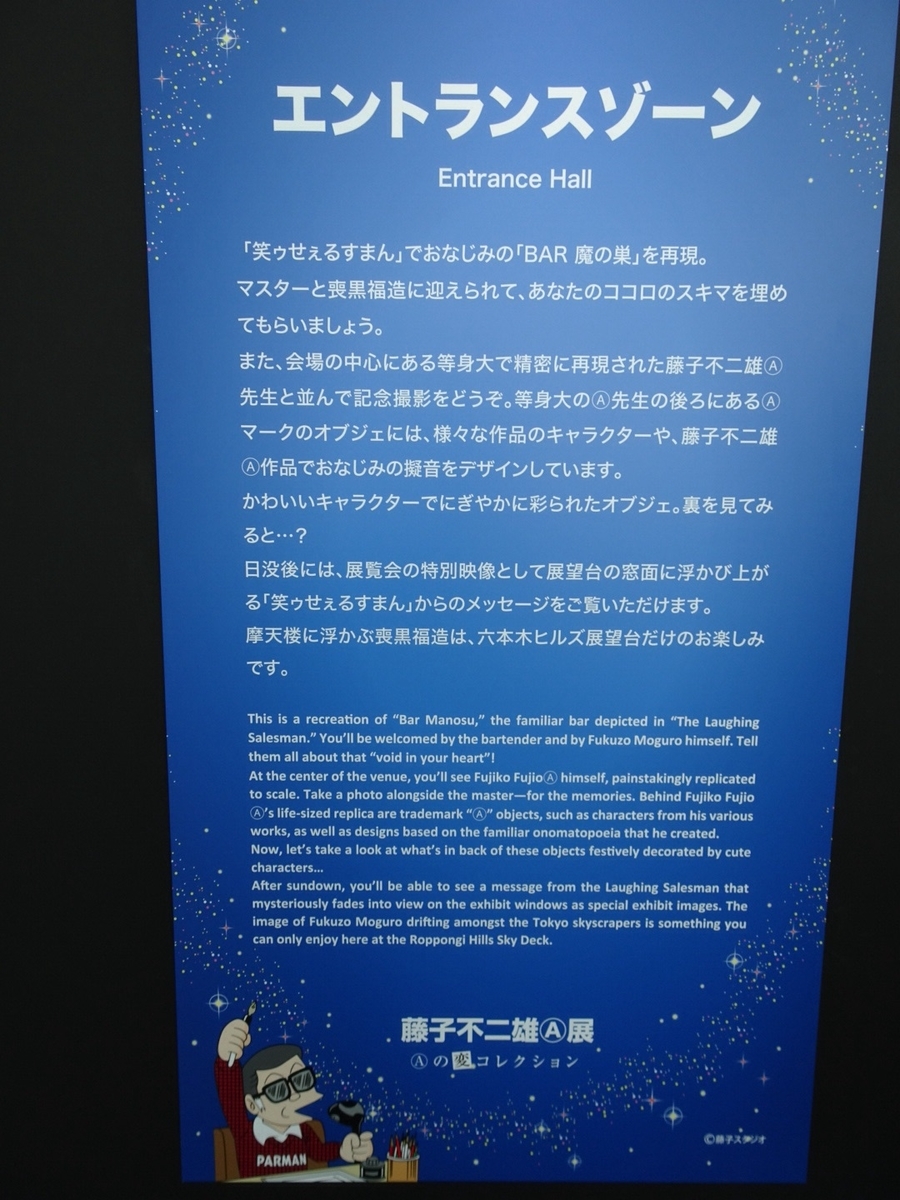 エントランスゾーン
Entrance Hall
「笑ゥせぇるすまん」でおなじみの「BAR 魔の巣」を再現。
マスターと喪黒福造に迎えられて、あなたのココロのスキマを埋め
てもらいましょう。
また、会場の中心にある等身大で精密に再現された藤子不二雄Ⓐ
先生と並んで記念撮影をどうぞ。等身大のⒶ先生の後ろにあるⒶ
マークのオブジェには、様々な作品のキャラクターや、藤子不二雄
Ⓐ作品でおなじみの擬音をデザインしています。
かわいいキャラクターでにぎやかに彩られたオブジェ。裏を見てみ
ると…?
日没後には、展覧会の特別映像として展望台の窓面に浮かび上が
る「笑ゥせぇるすまん」からのメッセージをご覧いただけます。
摩天楼に浮かぶ喪黒福造は、六本木ヒルズ展望台だけのお楽しみ
です。
This is a recreation of “Bar Manosu,” the familiar bar depicted in “The Laughing
Salesman.” You’ll be welcomed by the bartender and by Fukuzo Moguro himself. Tell
them all about that “void in your heart”!
At the center of the venue, you’ll see Fujiko FujioⒶ himself, painstakingly replicated
to scale. Take a photo alongside the master—for the memories. Behind Fujiko Fujio
Ⓐ’s life-sized replica are trademark “Ⓐ” objects, such as characters from his various
works, as well as designs based on the familiar onomatopoeia that he created.
Now, let’s take a look at what’s in back of these objects festively decorated by cute
characters…
After sundown, you’ll be able to see a message from the Laughing Salesman that
mysteriously fades into view on the exhibit windows as special exhibit images. The
image of Fukuzo Moguro drifting amongst the Tokyo skyscrapers is something you
can only enjoy here at the Roppongi Hills Sky Deck.
藤子不二雄Ⓐ展
Ⓐの変コレクション
PARMAN
©藤子スタジオ